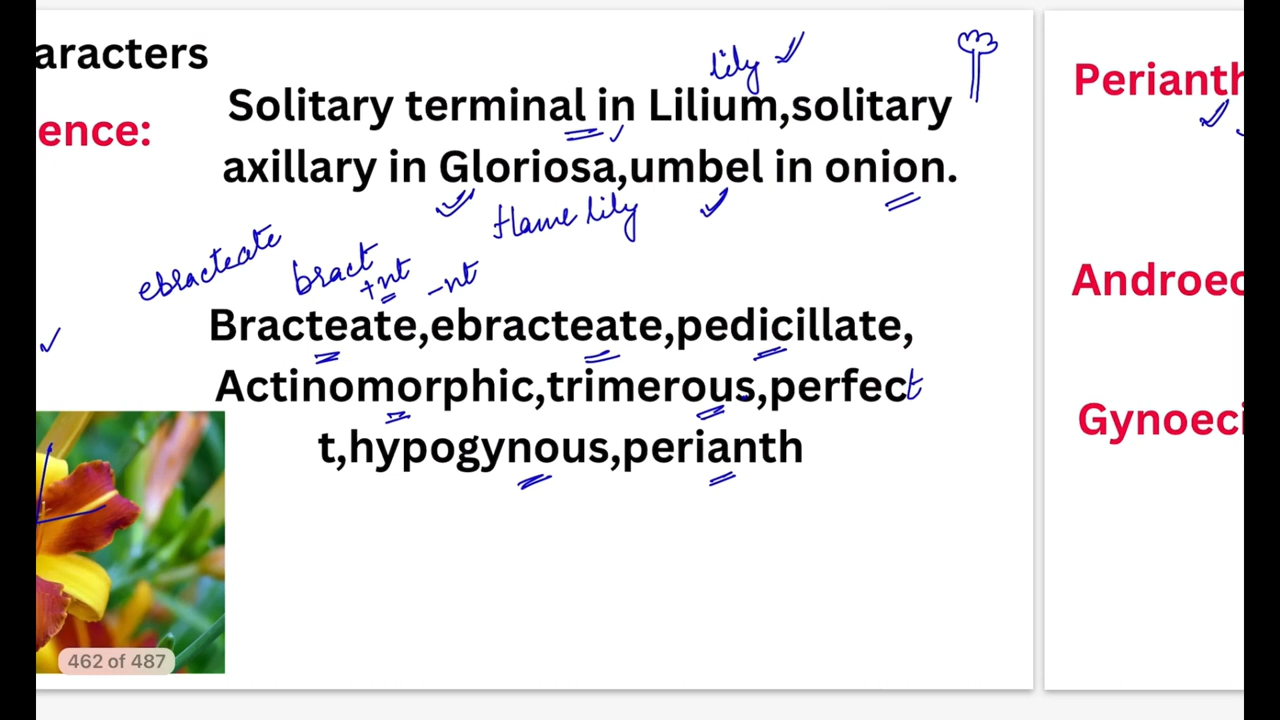 aracters
lily
Solitary terminal in Lilium,solitary
ence:
axillary in Gloriosa,umbel in onion.
flame lily
ebracteate bract
+nt -nt
Bracteate,ebracteate,pedicillate,
Actinomorphic,trimerous,perfect
t,hypogynous,perianth
462 of 487
Perianth
Androec
Gynoeci